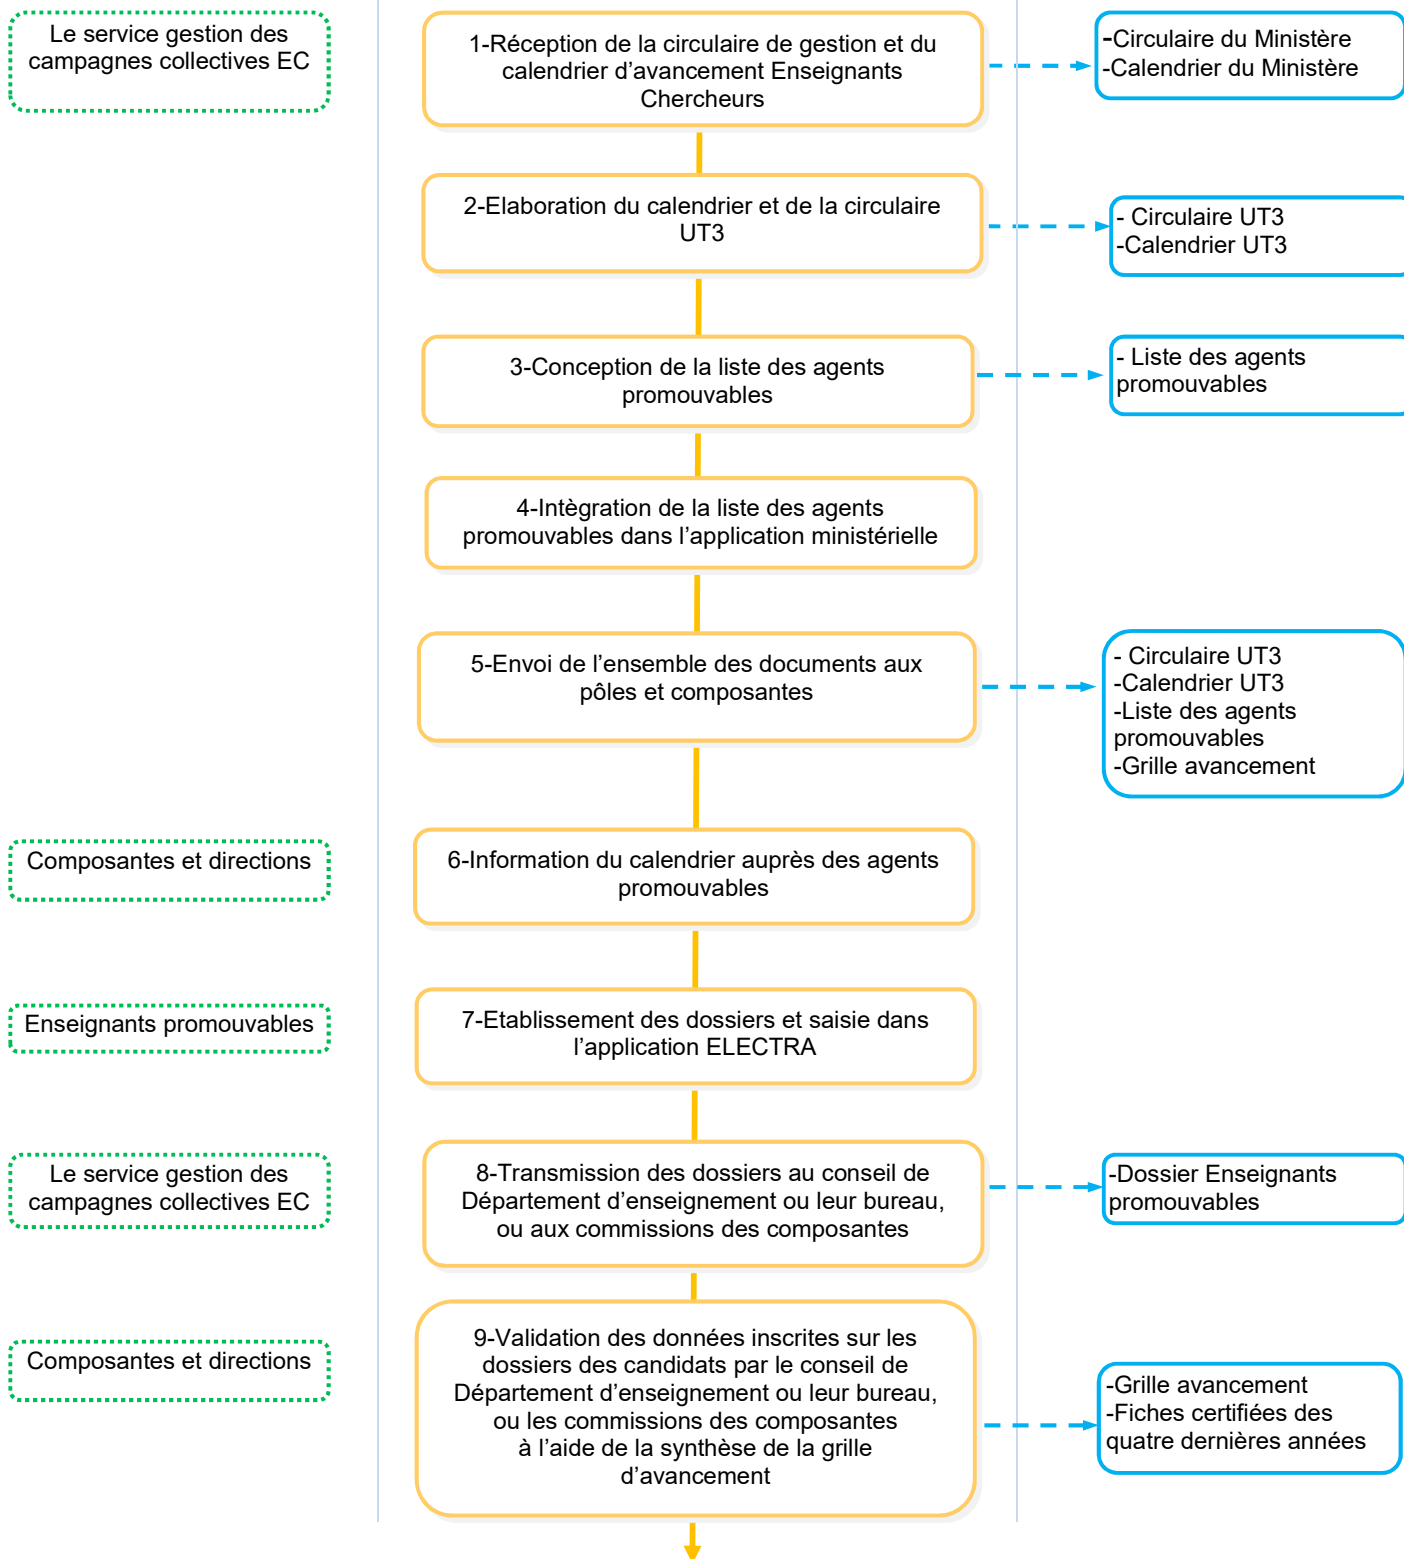 Le service gestion des
campagnes collectives EC
1-Réception de la circulaire de gestion et du
calendrier d’avancement Enseignants
Chercheurs
-Circulaire du Ministère
-Calendrier du Ministère
2-Elaboration du calendrier et de la circulaire
UT3
- Circulaire UT3
-Calendrier UT3
3-Conception de la liste des agents
promouvables
- Liste des agents
promouvables
4-Intègration de la liste des agents
promouvables dans l’application ministérielle
5-Envoi de l’ensemble des documents aux
pôles et composantes
- Circulaire UT3
-Calendrier UT3
-Liste des agents
promouvables
-Grille avancement
Composantes et directions
6-Information du calendrier auprès des agents
promouvables
Enseignants promouvables
7-Etablissement des dossiers et saisie dans
l’application ELECTRA
Le service gestion des
campagnes collectives EC
8-Transmission des dossiers au conseil de
Département d’enseignement ou leur bureau,
ou aux commissions des composantes
-Dossier Enseignants
promouvables
Composantes et directions
9-Validation des données inscrites sur les
dossiers des candidats par le conseil de
Département d’enseignement ou leur bureau,
ou les commissions des composantes
à l’aide de la synthèse de la grille
d’avancement
-Grille avancement
-Fiches certifiées des
quatre dernières années